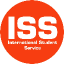 ISS
International Student
Service